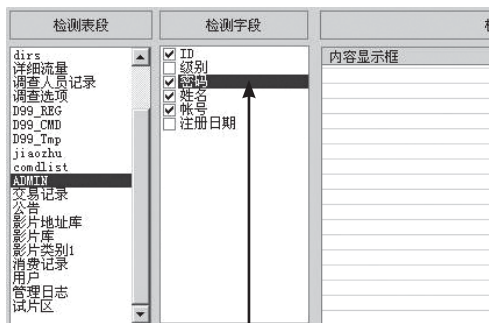 检测表段
检测字段
dirs
详细流量
调查人员记录
调查选项
D99_REG
D99_CMD
D99_Tmp
jiaozhu
comdlist
ADMIN
交易记录
公告
影片地址库
影片库
影片类别1
消费记录
用户
管理日志
试片区
ID
级别
密码
姓名
帐号
注册日期
内容显示框